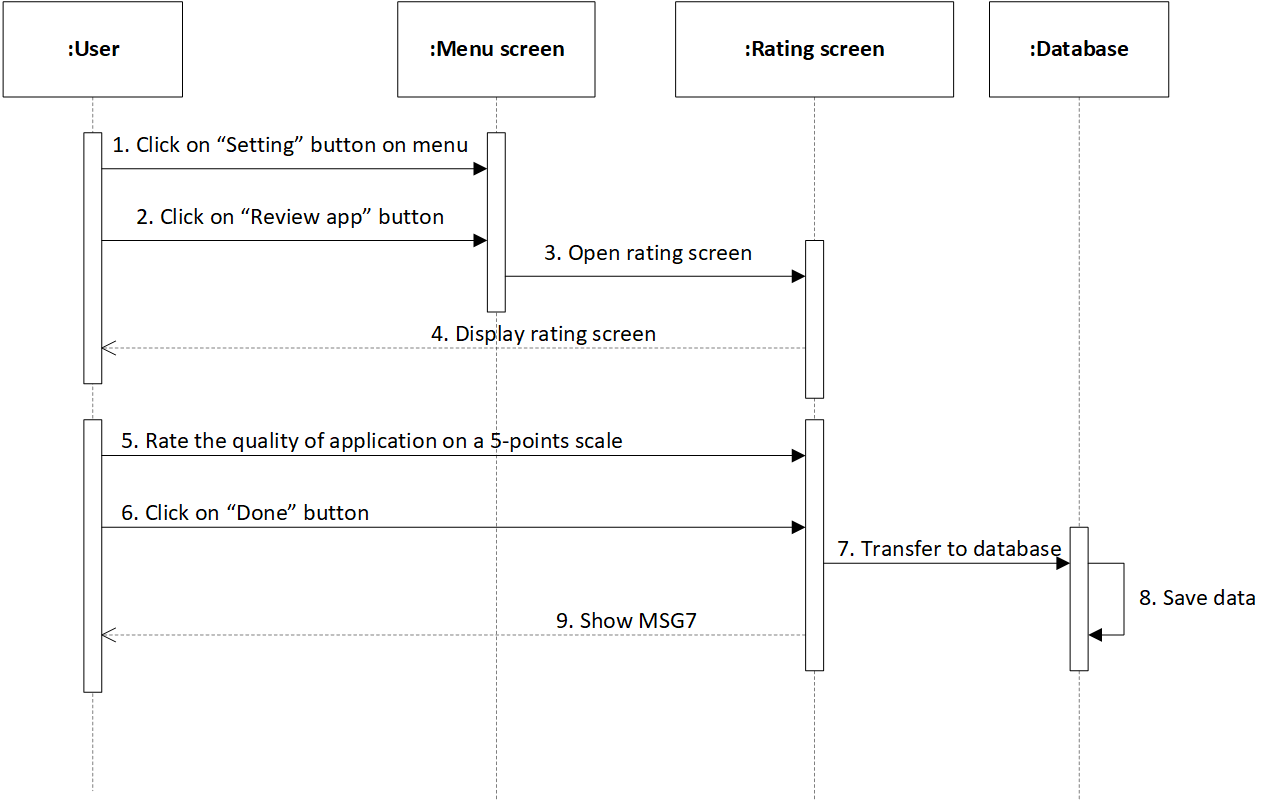 :User
:Menu screen
:Rating screen
:Database
1. Click on “Setting” button on menu
2. Click on “Review app” button
3. Open rating screen
4. Display rating screen
5. Rate the quality of application on a 5-points scale
6. Click on “Done” button
7. Transfer to database
8. Save data
9. Show MSG7